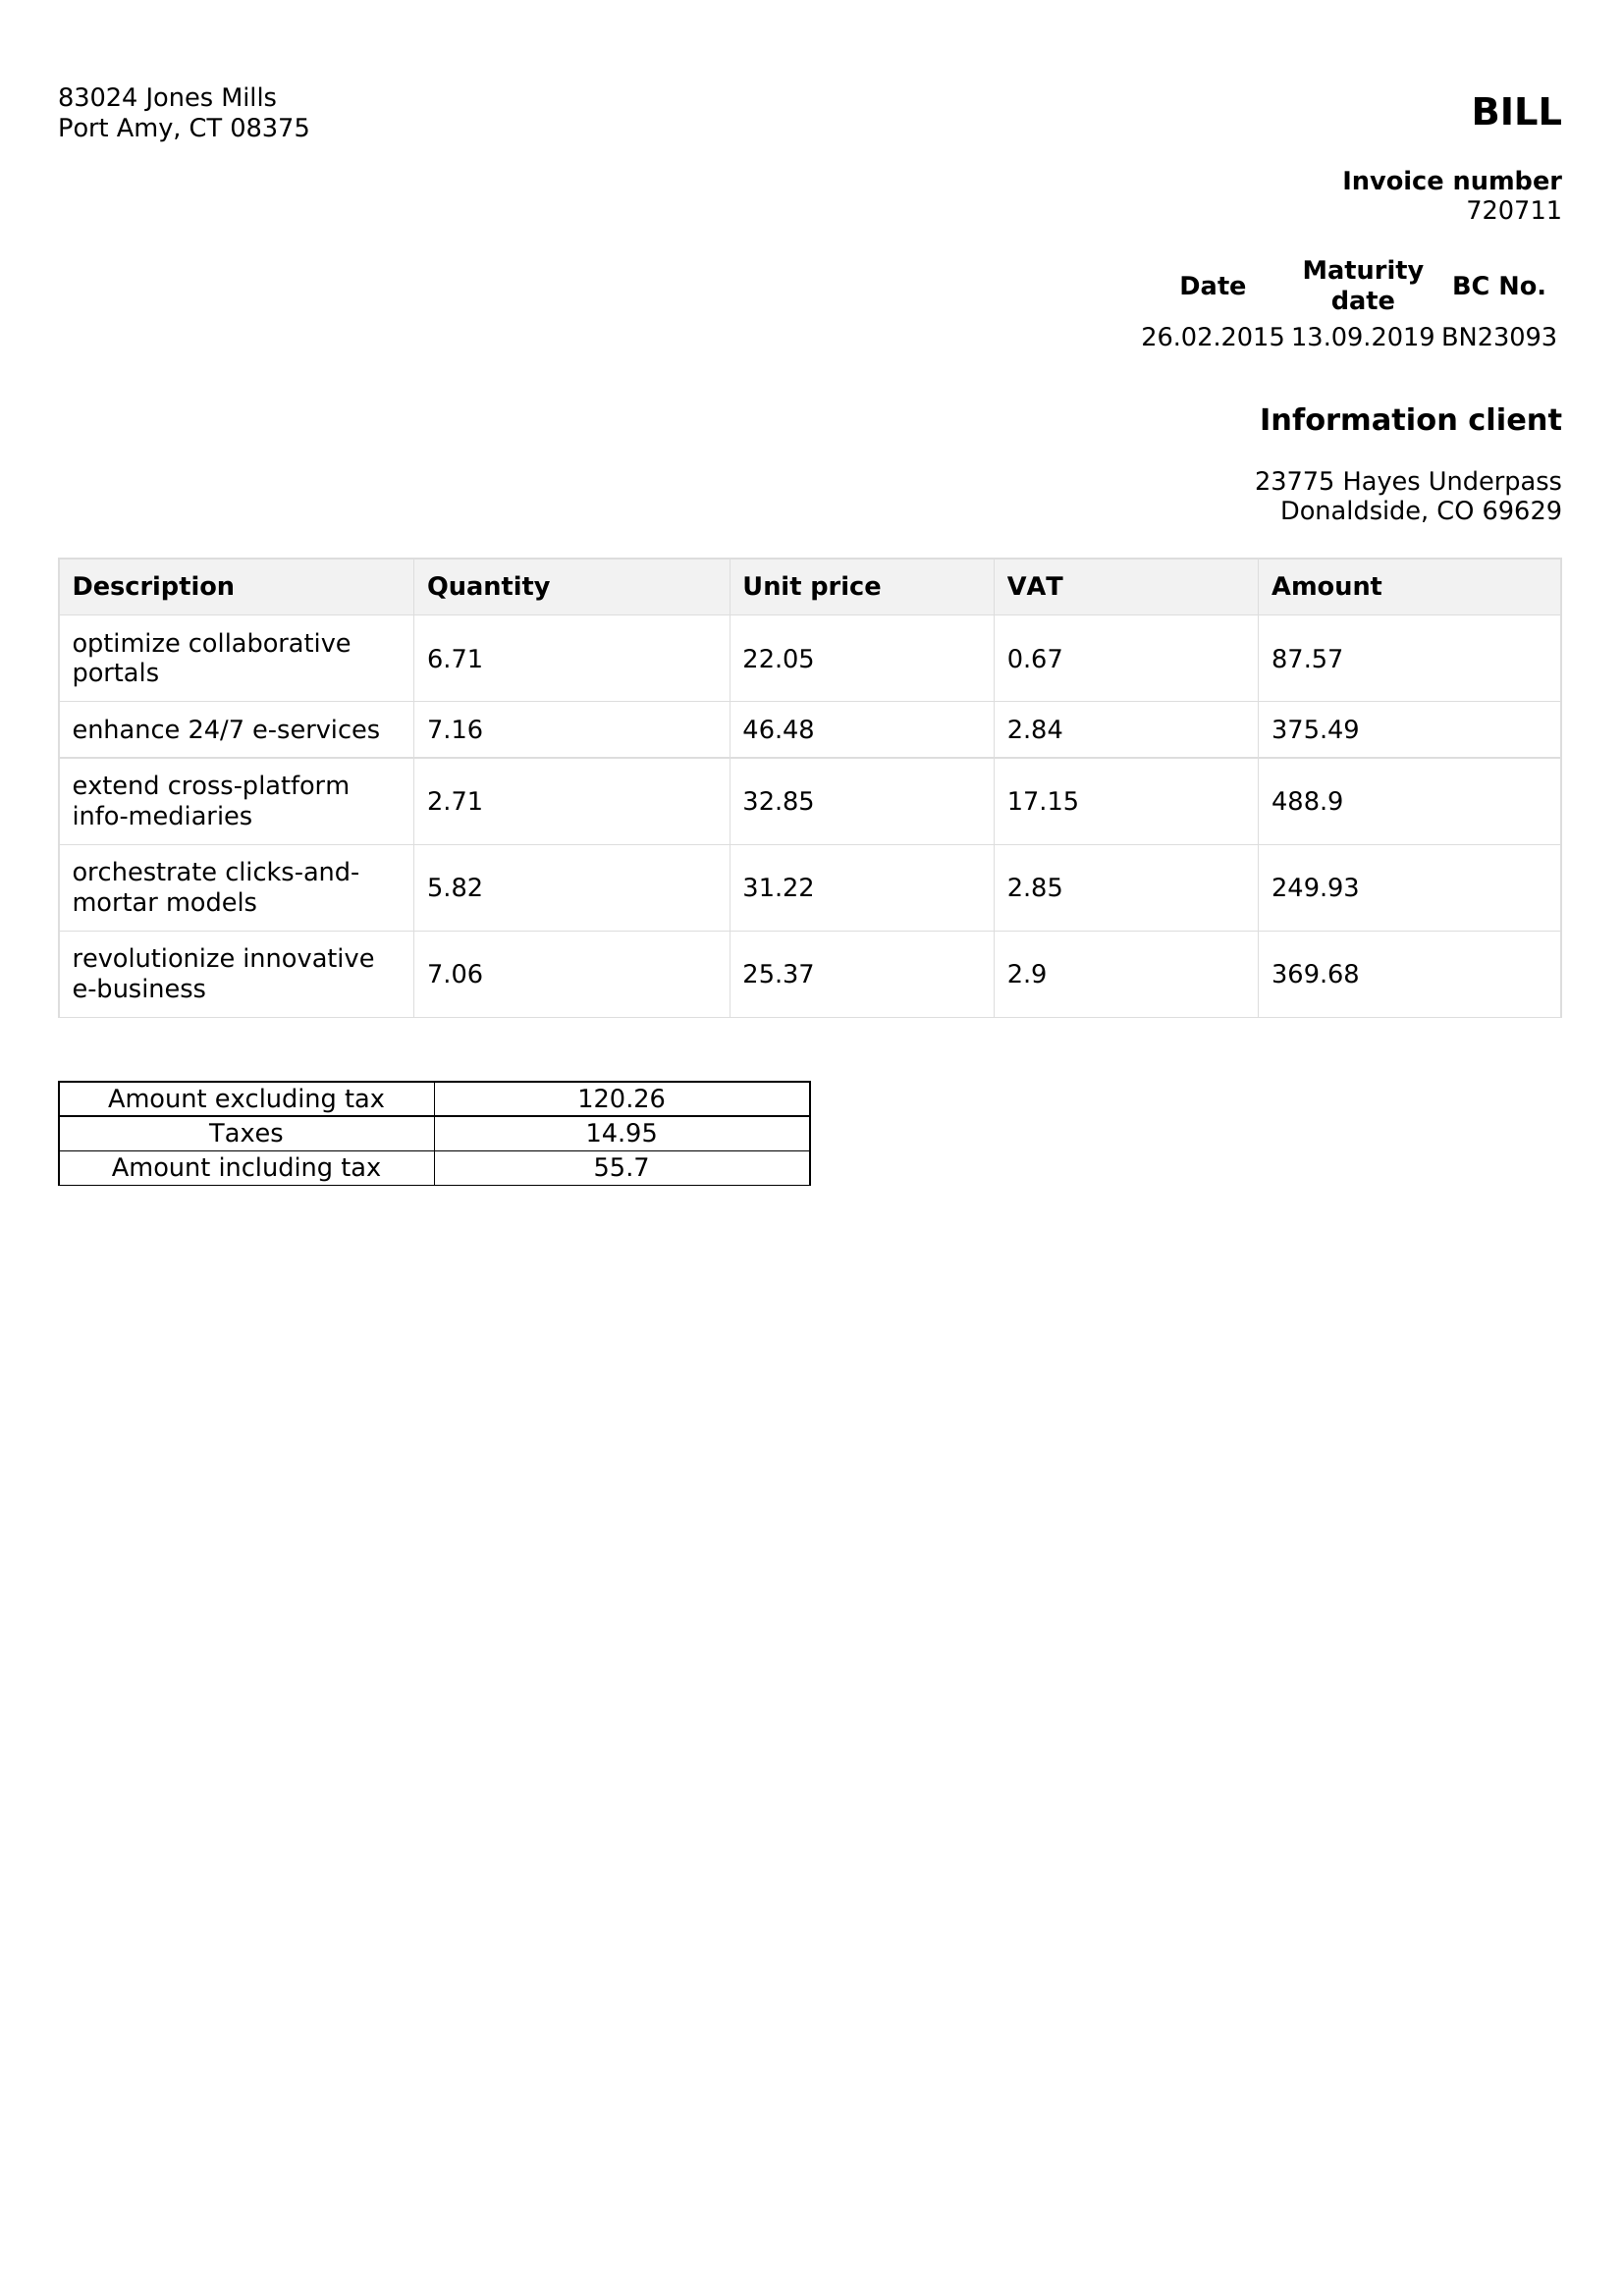 83024 Jones Mills
Port Amy, CT 08375
BILL
Invoice number
720711
Date Maturity date BC No.
26.02.2015 13.09.2019 BN23093
Information client
23775 Hayes Underpass
Donaldside, CO 69629
Description Quantity Unit price VAT Amount
optimize collaborative
portals 6.71 22.05 0.67 87.57
enhance 24/7 e-services 7.16 46.48 2.84 375.49
extend cross-platform
info-mediaries 2.71 32.85 17.15 488.9
orchestrate clicks-and-
mortar models 5.82 31.22 2.85 249.93
revolutionize innovative
e-business 7.06 25.37 2.9 369.68
Amount excluding tax 120.26
Taxes 14.95
Amount including tax 55.7